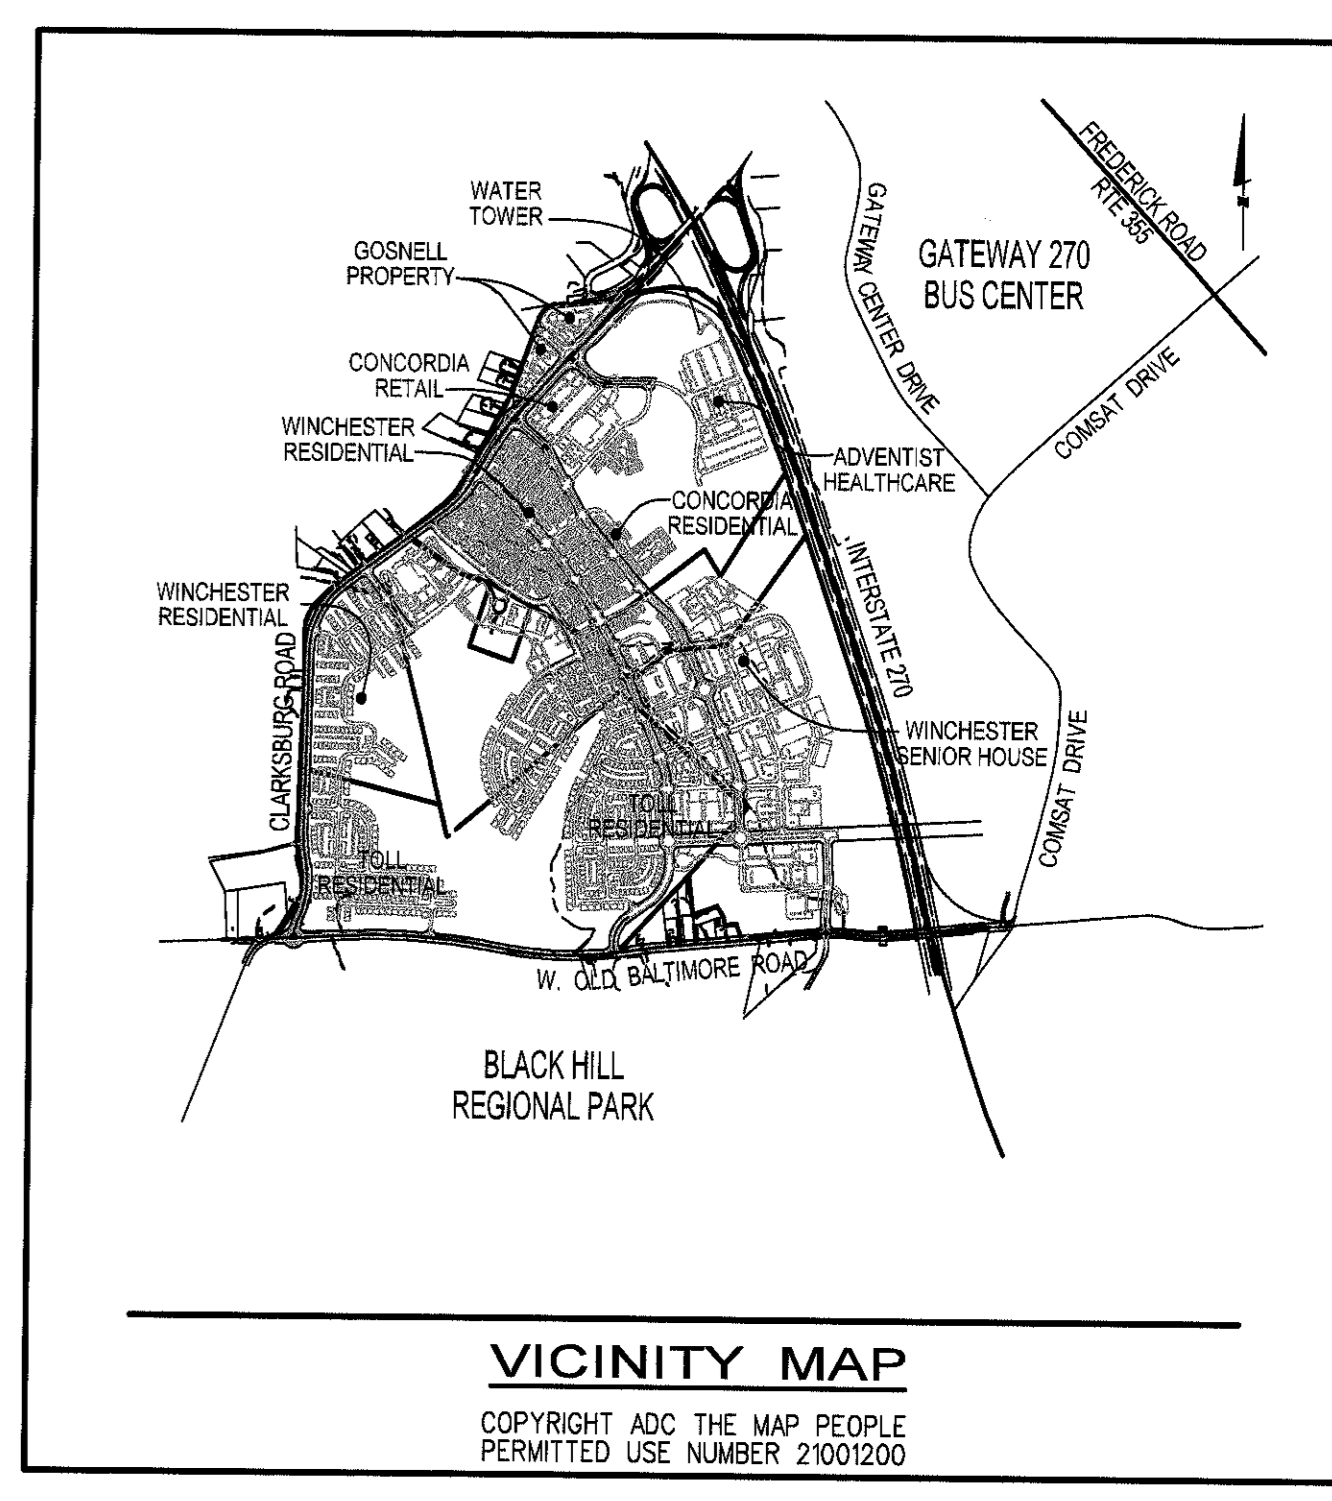 WATER
TOWER
GOSNELL
PROPERTY
CONCORDIA
RETAIL
WINCHESTER
RESIDENTIAL
WINCHESTER
RESIDENTIAL
CLARKSBURG ROAD
FREDERICK ROAD
RTE 355
N
GATEWAY 270
BUS CENTER
GATEWAY CENTER DRIVE
COMSAT DRIVE
ADVENTIST
HEALTHCARE
CONCORDIA
RESIDENTIAL
INTERSTATE 270
WINCHESTER
SENIOR HOUSE
COMSAT DRIVE
TOLL
RESIDENTIAL
TOLL
RESIDENTIAL
W. OLD BALTIMORE ROAD
BLACK HILL
REGIONAL PARK
VICINITY MAP
COPYRIGHT ADC THE MAP PEOPLE
PERMITTED USE NUMBER 21001200